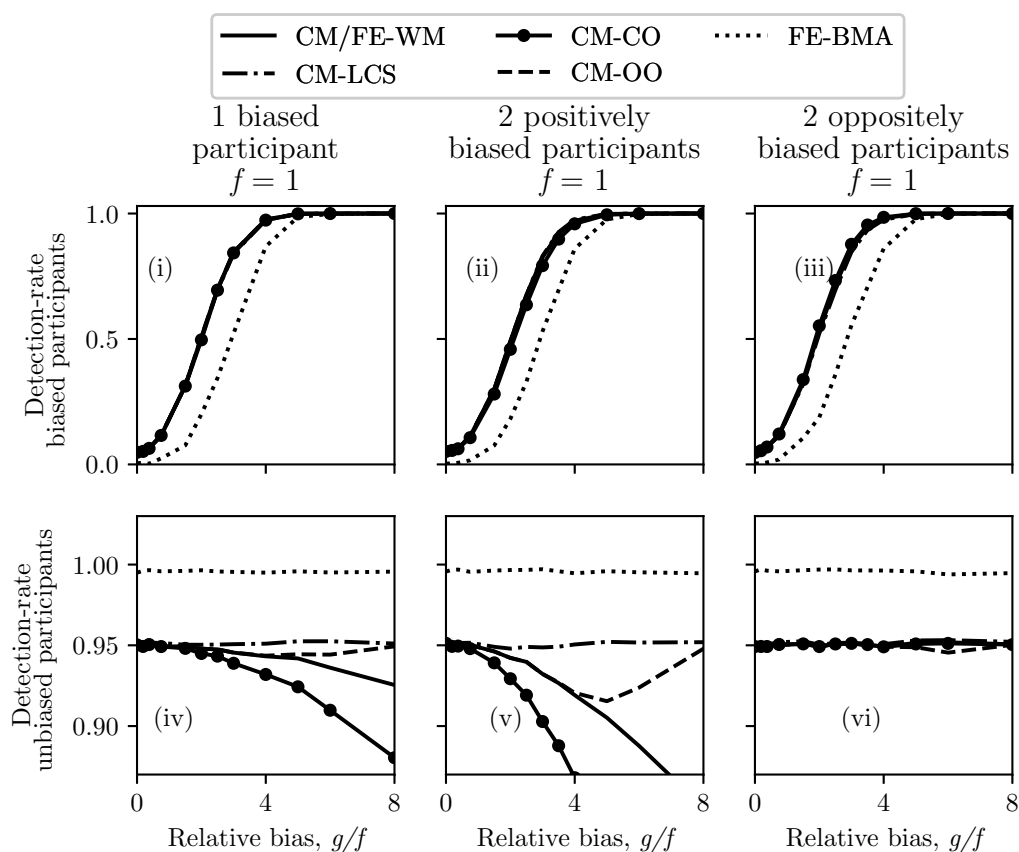 CM/FE-WM
CM-CO
FE-BMA
CM-LCS
CM-OO
1 biased
participant
f = 1
2 positively
biased participants
f = 1
2 oppositely
biased participants
f = 1
Detection-rate
biased participants
1.0
0.5
0.0
(i)
(ii)
(iii)
Detection-rate
unbiased participants
1.00
0.95
0.90
(iv)
(v)
(vi)
0
4
8
0
4
8
0
4
8
Relative bias, g/f
Relative bias, g/f
Relative bias, g/f